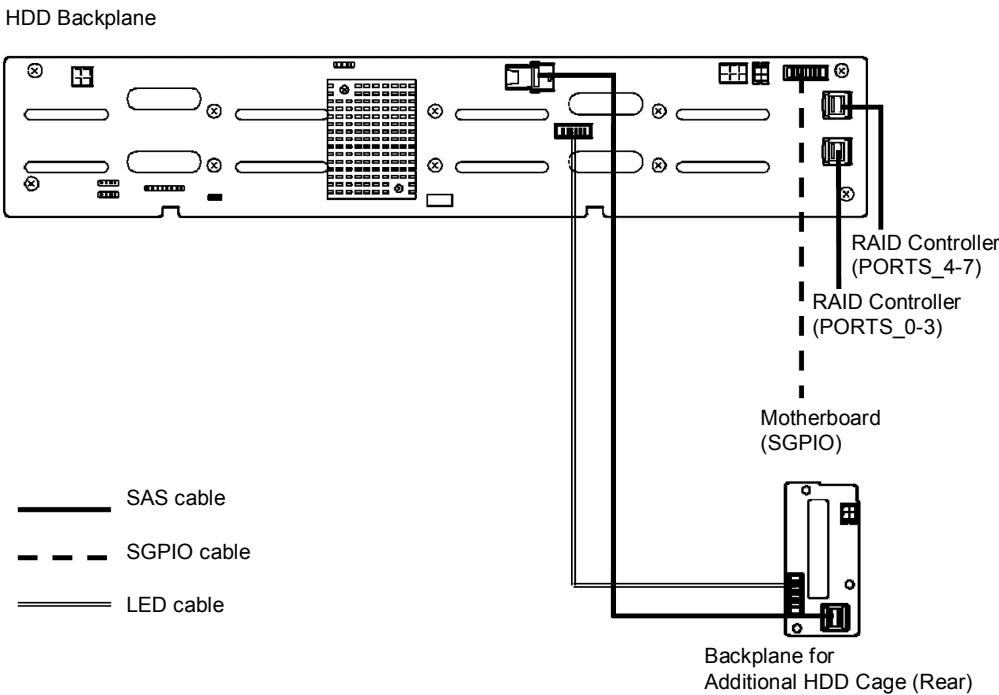 HDD Backplane
RAID Controller
(PORTS_4-7)
RAID Controller
(PORTS_0-3)
Motherboard
(SGPIO)
SAS cable
SGPIO cable
LED cable
Backplane for
Additional HDD Cage (Rear)